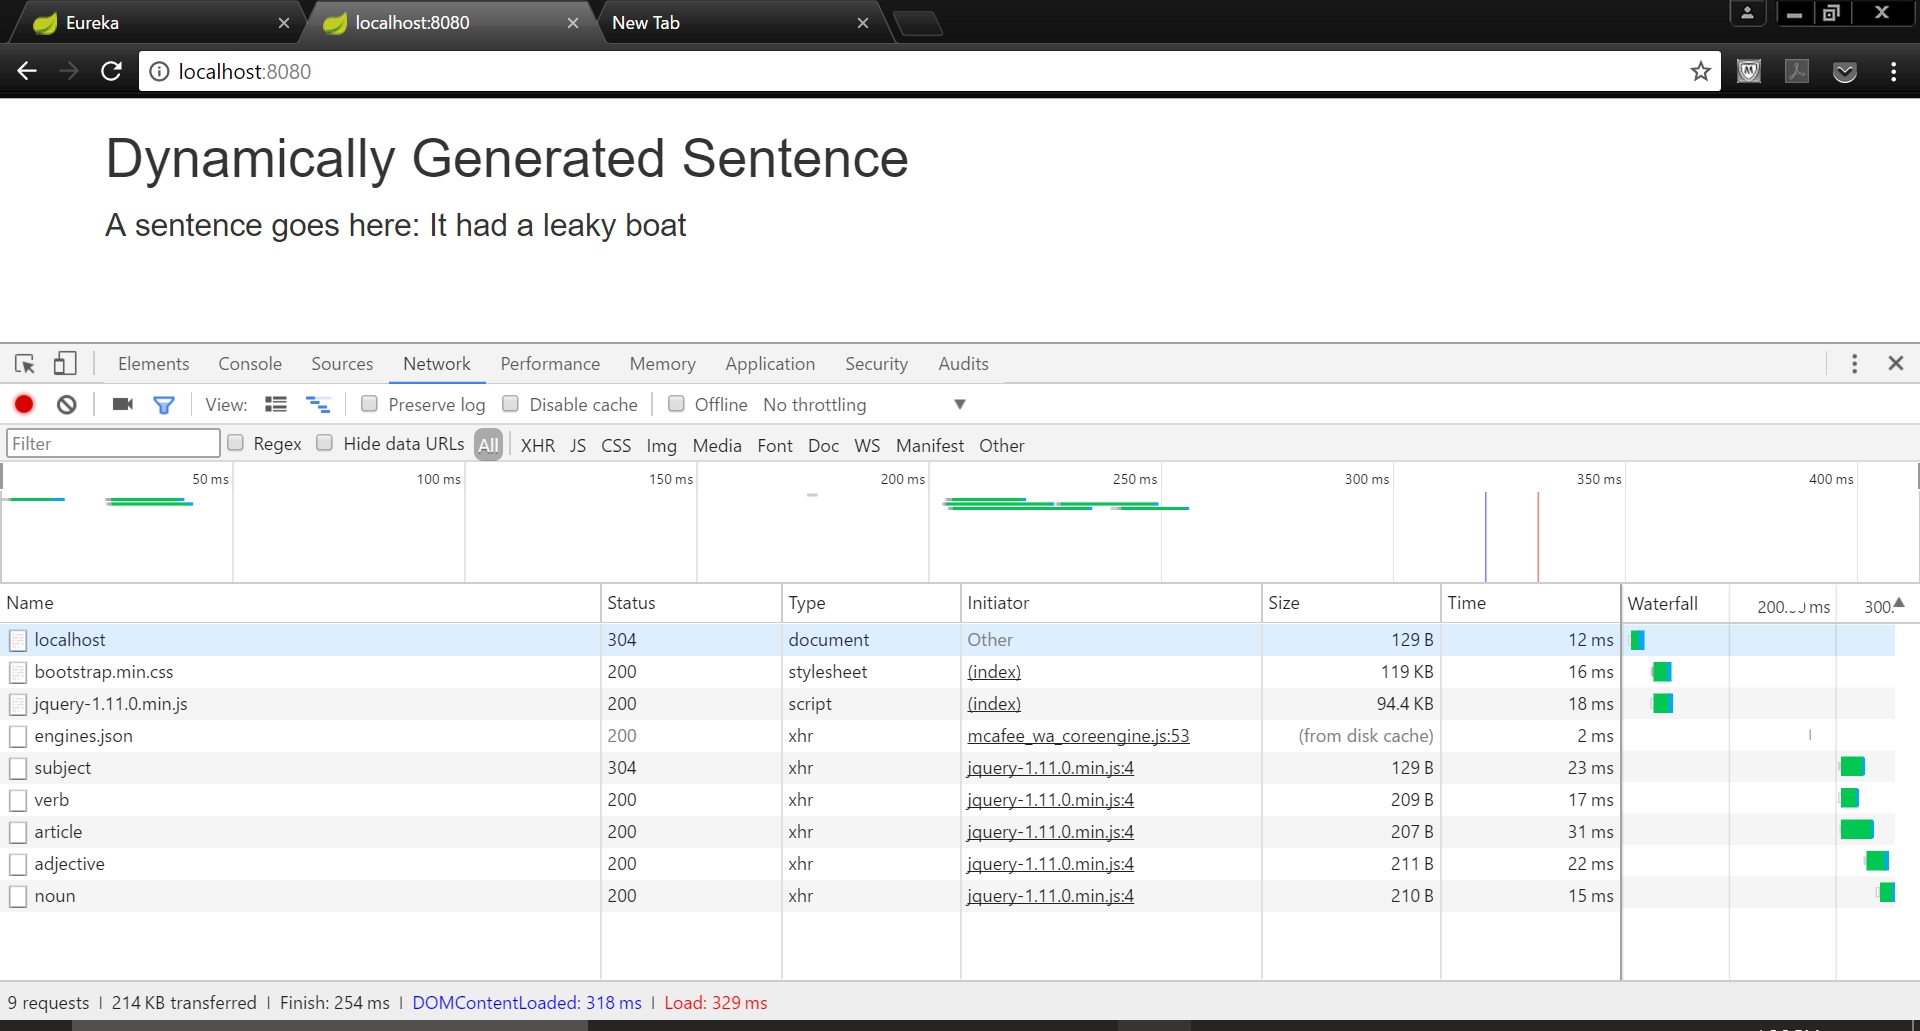 Eureka
localhost:8080
New Tab
localhost:8080
Dynamically Generated Sentence
A sentence goes here: It had a leaky boat
Elements Console Sources Network Performance Memory Application Security Audits
View: Preserve log Disable cache Offline No throttling
Filter Regex Hide data URLs All XHR JS CSS Img Media Font Doc WS Manifest Other
50 ms 100 ms 150 ms 200 ms 250 ms 300 ms 350 ms 400 ms
Name Status Type Initiator Size Time Waterfall
localhost 304 document Other 129 B 12 ms
bootstrap.min.css 200 stylesheet (index) 119 KB 16 ms
jquery-1.11.0.min.js 200 script (index) 94.4 KB 18 ms
engines.json 200 xhr mcafee_wa_coreengine.js:53 (from disk cache) 2 ms
subject 304 xhr jquery-1.11.0.min.js:4 129 B 23 ms
verb 200 xhr jquery-1.11.0.min.js:4 209 B 17 ms
article 200 xhr jquery-1.11.0.min.js:4 207 B 31 ms
adjective 200 xhr jquery-1.11.0.min.js:4 211 B 22 ms
noun 200 xhr jquery-1.11.0.min.js:4 210 B 15 ms
9 requests | 214 KB transferred | Finish: 254 ms | DOMContentLoaded: 318 ms | Load: 329 ms